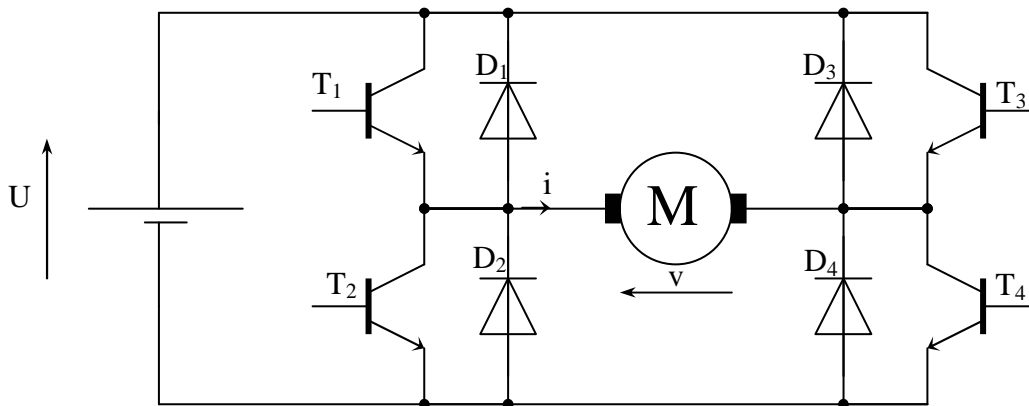 D₁
D₃
T₁
T₃
U
i
M
D₂
v
D₄
T₂
T₄